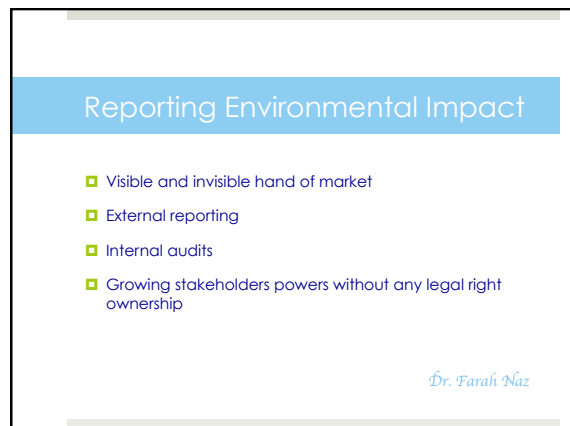 Reporting Environmental Impact
Visible and invisible hand of market
External reporting
Internal audits
Growing stakeholders powers without any legal right
ownership
Dr. Farah Naz